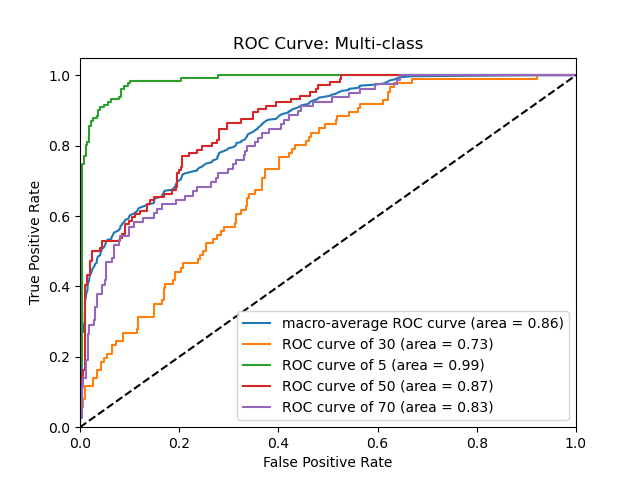 ROC Curve: Multi-class
True Positive Rate
1.0
0.8
0.6
0.4
0.2
0.0
macro-average ROC curve (area = 0.86)
ROC curve of 30 (area = 0.73)
ROC curve of 5 (area = 0.99)
ROC curve of 50 (area = 0.87)
ROC curve of 70 (area = 0.83)
0.0 0.2 0.4 0.6 0.8 1.0
False Positive Rate